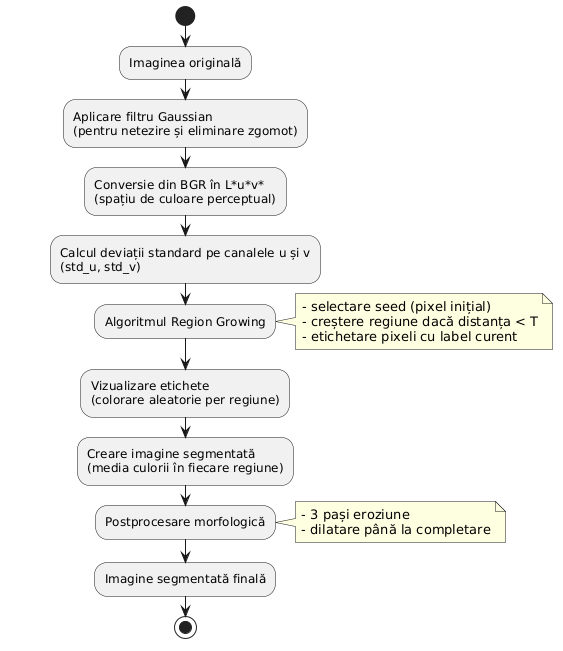 Imaginea originală
Aplicare filtru Gaussian
(pentru netezire și eliminare zgomot)
Conversie din BGR în L*u*v*
(spațiu de culoare perceptual)
Calcul deviații standard pe canalele u și v
(std_u, std_v)
Algoritmul Region Growing
- selectare seed (pixel inițial)
- creștere regiune dacă distanța < T
- etichetare pixeli cu label curent
Vizualizare etichete
(colorare aleatorie per regiune)
Creare imagine segmentată
(media culorii în fiecare regiune)
Postprocesare morfologică
- 3 pași eroziune
- dilatare până la completare
Imagine segmentată finală